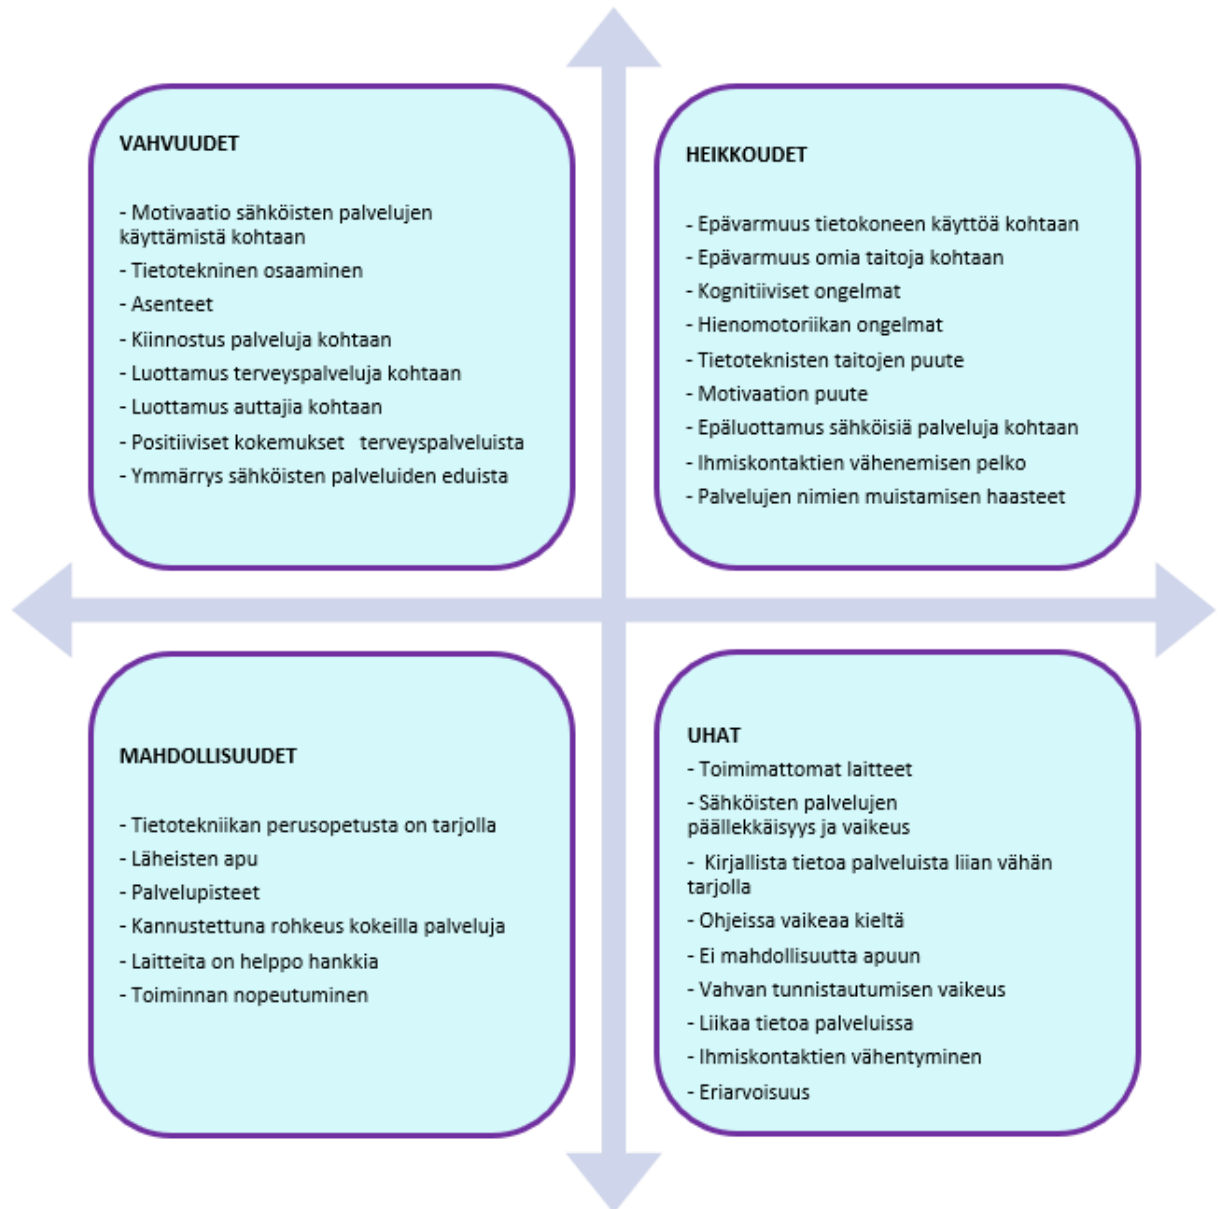 VAHVUUDET
- Motivaatio sähköisten palvelujen
käyttämistä kohtaan
- Tietotekninen osaaminen
- Asenteet
- Kiinnostus palveluja kohtaan
- Luottamus terveyspalveluja kohtaan
- Luottamus auttajia kohtaan
- Positiiviset kokemukset terveyspalveluista
- Ymmärrys sähköisten palveluiden eduista
HEIKKOUDET
- Epävarmuus tietokoneen käyttöä kohtaan
- Epävarmuus omia taitoja kohtaan
- Kognitiiviset ongelmat
- Hienomotoriikan ongelmat
- Tietoteknisten taitojen puute
- Motivaation puute
- Epäluottamus sähköisiä palveluja kohtaan
- Ihmiskontaktien vähenemisen pelko
- Palvelujen nimien muistamisen haasteet
MAHDOLLISUUDET
- Tietotekniikan perusopetusta on tarjolla
- Läheisten apu
- Palvelupisteet
- Kannustettuna rohkeus kokeilla palveluja
- Laitteita on helppo hankkia
- Toiminnan nopeutuminen
UHAT
- Toimimattomat laitteet
- Sähköisten palvelujen
päällekkäisyys ja vaikeus
- Kirjallista tietoa palveluista liian vähän
tarjolla
- Ohjeissa vaikeaa kieltä
- Ei mahdollisuutta apuun
- Vahvan tunnistautumisen vaikeus
- Liikaa tietoa palveluissa
- Ihmiskontaktien vähentyminen
- Eriarvoisuus